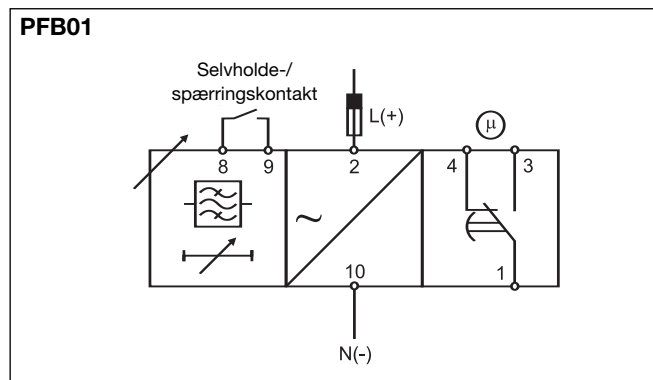 PFB01
Selvholde-/
spærringskontakt
L(+)
μ
8
9
2
4
3
~
10
1
N(-)